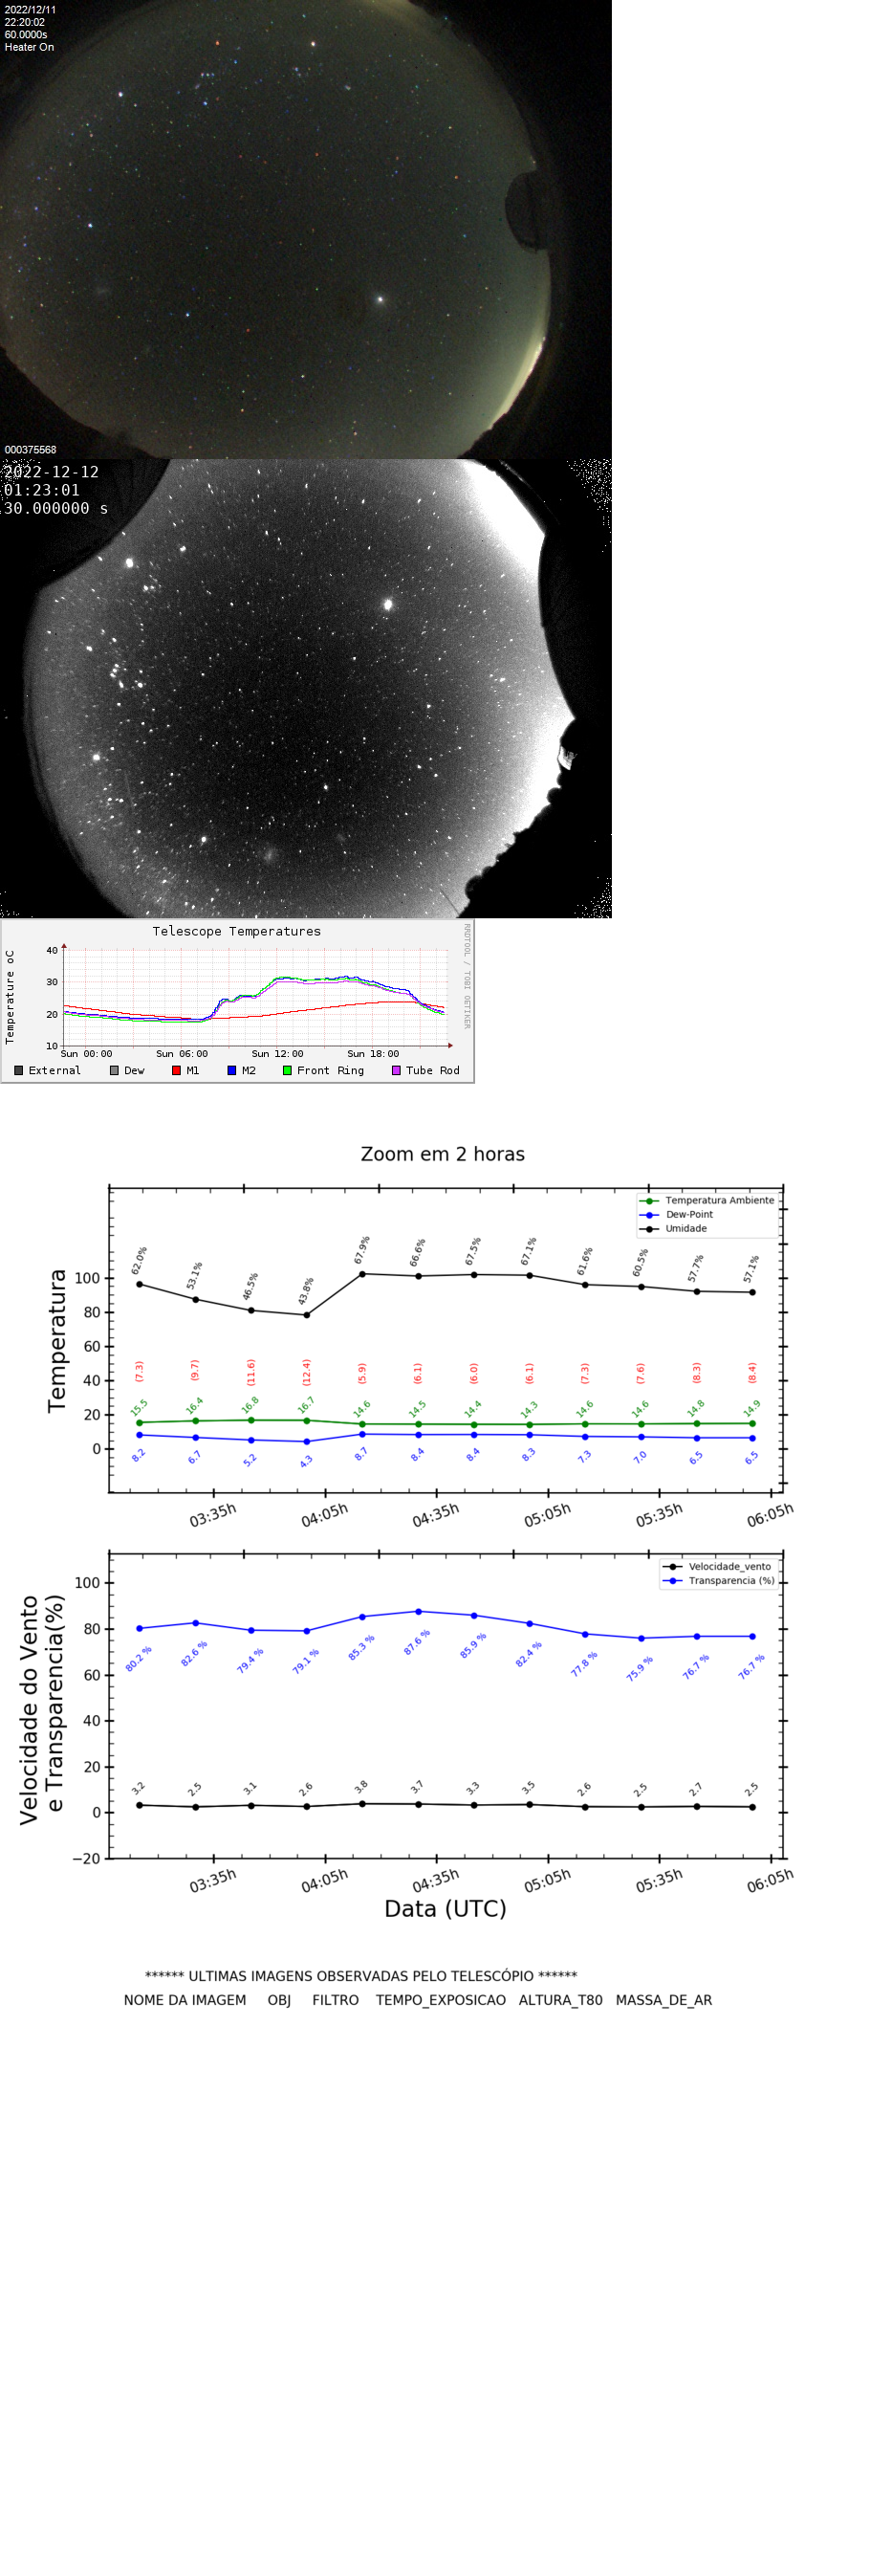 2022/12/11
22:20:02
60.0000s
Heater On
000375568
2022-12-12
01:23:01
30.000000 s
Telescope Temperatures
RRDTOOL / TOBI OETIKER
Temperature oC
40
30
20
10
Sun 00:00 Sun 06:00 Sun 12:00 Sun 18:00
External Dew M1 M2 Front Ring Tube Rod
Zoom em 2 horas
Temperatura Ambiente
Dew-Point
Umidade
Temperatura
100
80
60
40
20
0
62.0% 53.1% 46.5% 43.8% 67.9% 66.6% 67.5% 67.1% 61.6% 60.5% 57.7% 57.1%
(7.3) (9.7) (11.6) (12.4) (5.9) (6.1) (6.0) (6.1) (7.3) (7.6) (8.3) (8.4)
15.5 16.4 16.8 16.7 14.6 14.5 14.4 14.3 14.6 14.6 14.8 14.9
8.2 6.7 5.2 4.3 8.7 8.4 8.4 8.3 7.3 7.0 6.5 6.5
03:35h 04:05h 04:35h 05:05h 05:35h 06:05h
Velocidade_vento
Transparencia (%)
Velocidade do Vento
e Transparencia(%)
100
80
60
40
20
0
−20
80.2 % 82.6 % 79.4 % 79.1 % 85.3 % 87.6 % 85.9 % 82.4 % 77.8 % 75.9 % 76.7 % 76.7 %
3.2 2.5 3.1 2.6 3.8 3.7 3.3 3.5 2.6 2.5 2.7 2.5
03:35h 04:05h 04:35h 05:05h 05:35h 06:05h
Data (UTC)
****** ULTIMAS IMAGENS OBSERVADAS PELO TELESCÓPIO ******
NOME DA IMAGEM OBJ FILTRO TEMPO_EXPOSICAO ALTURA_T80 MASSA_DE_AR